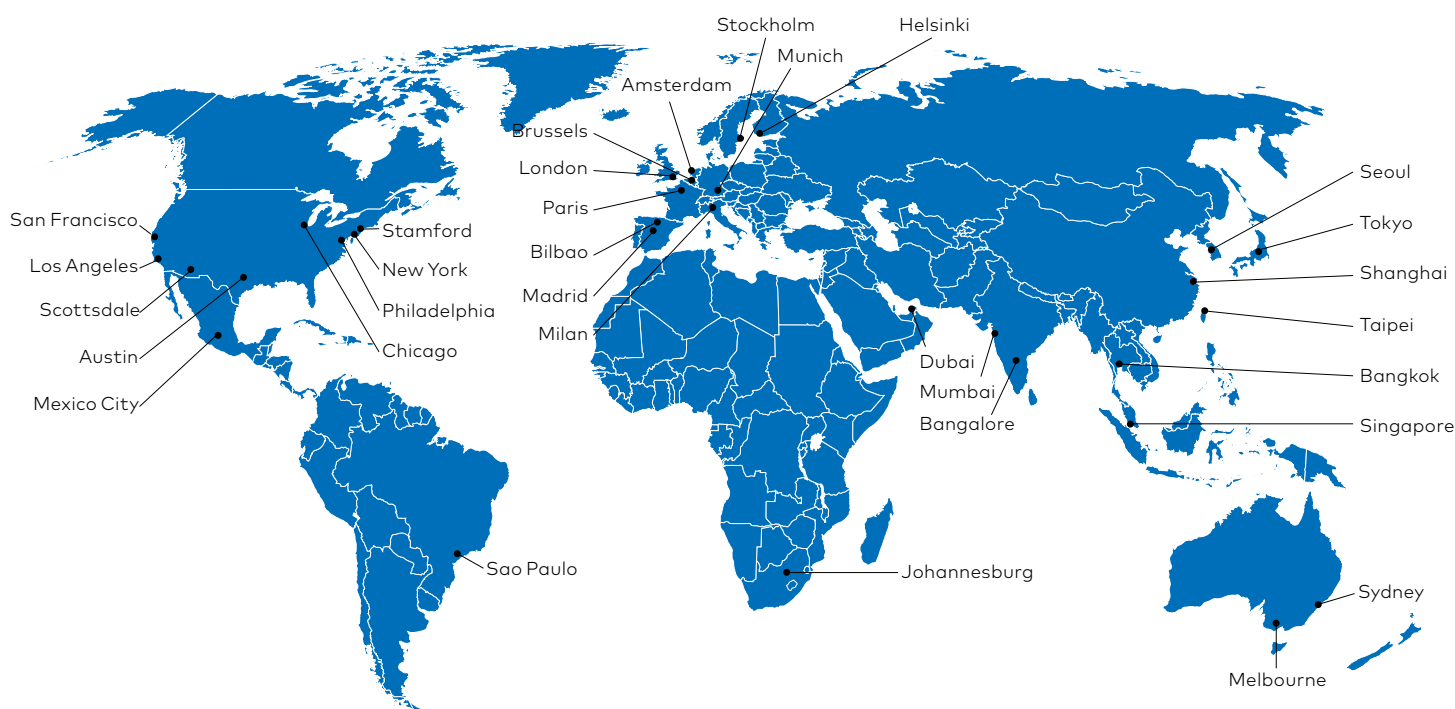 Stockholm
Helsinki
Munich
Amsterdam
Brussels
London
Paris
Bilbao
Madrid
Milan
San Francisco
Los Angeles
Scottsdale
Austin
Mexico City
Stamford
New York
Philadelphia
Chicago
Sao Paulo
Dubai
Mumbai
Bangalore
Johannesburg
Seoul
Tokyo
Shanghai
Taipei
Bangkok
Singapore
Sydney
Melbourne